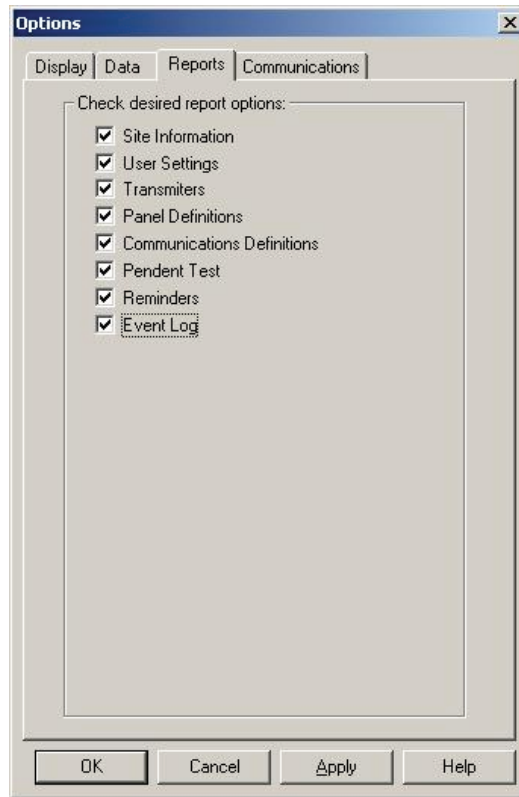 Options
Display Data Reports Communications
Check desired report options:
Site Information
User Settings
Transmiters
Panel Definitions
Communications Definitions
Pendent Test
Reminders
Event Log
OK Cancel Apply Help